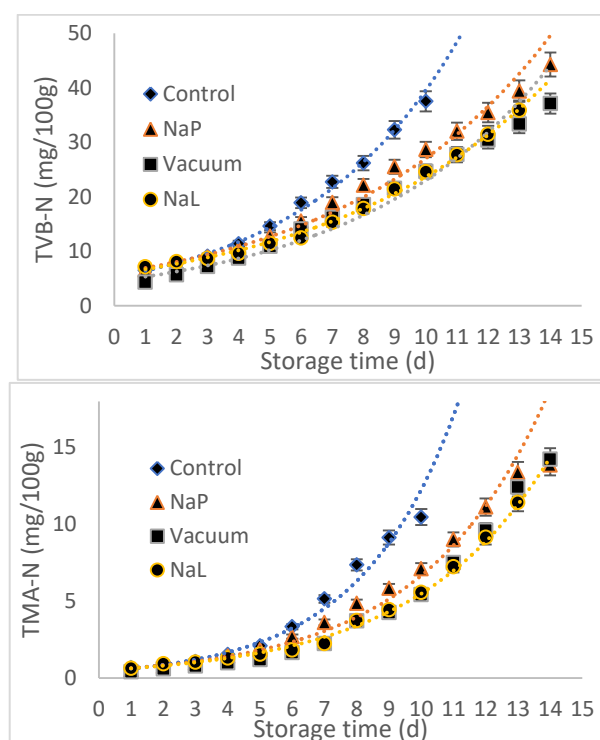 50
40
30
20
10
0
TVB-N (mg/100g)
Control
NaP
Vacuum
NaL
0 1 2 3 4 5 6 7 8 9 10 11 12 13 14 15
Storage time (d)
15
10
5
0
TMA-N (mg/100g)
Control
NaP
Vacuum
NaL
0 1 2 3 4 5 6 7 8 9 10 11 12 13 14 15
Storage time (d)